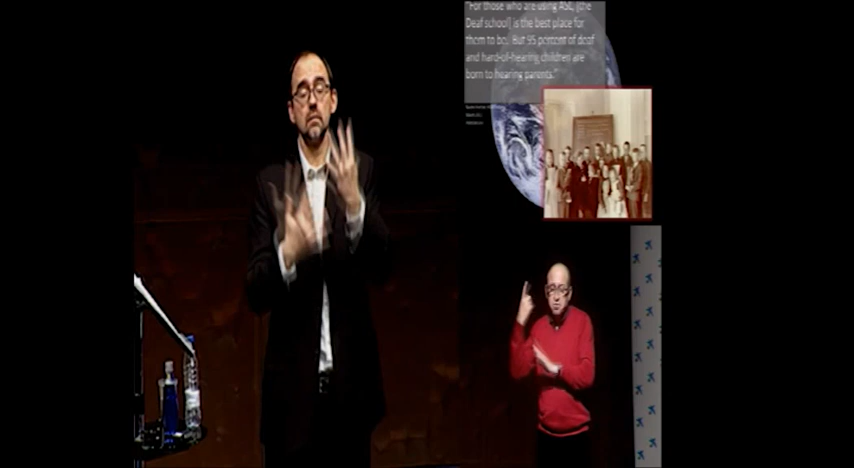 "For those who are using ASL, [the
Deaf school] is the best place for
them to be. But 95 percent of deaf
and hard-of-hearing children are
born to hearing parents."